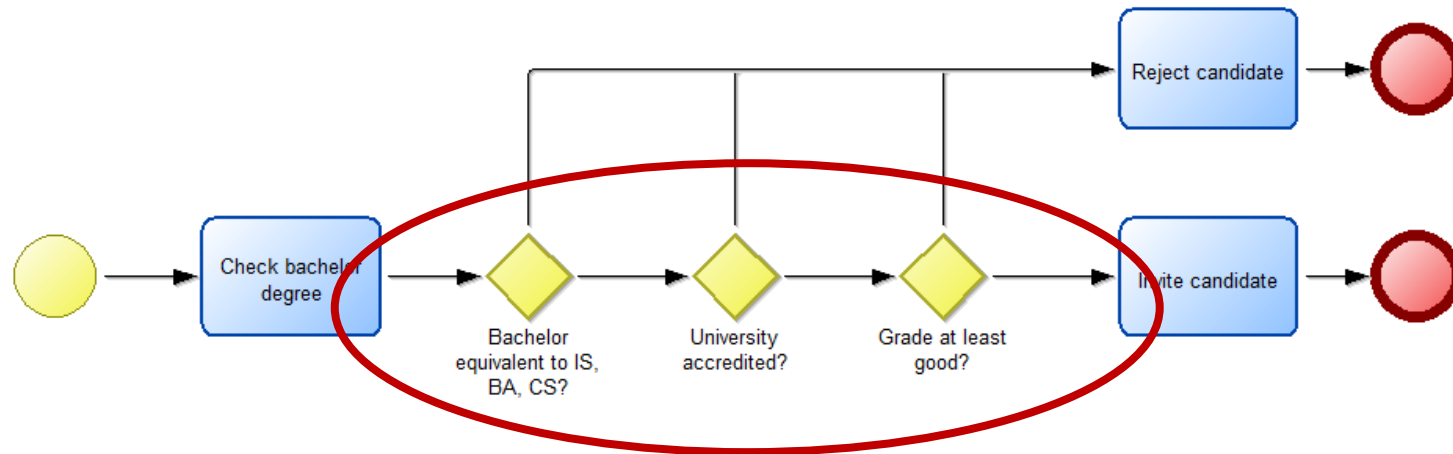 Reject candidate
Check bachelor
degree
Invite candidate
Bachelor
equivalent to IS,
BA, CS?
University
accredited?
Grade at least
good?